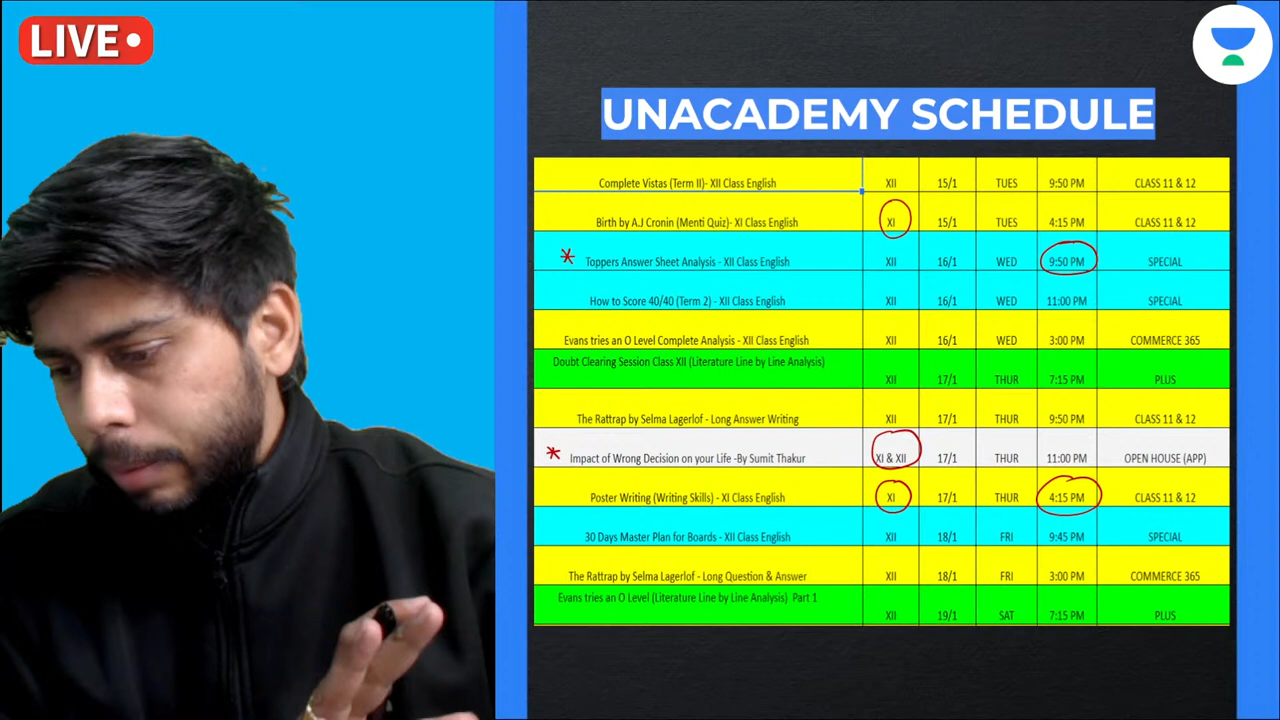 LIVE
UNACADEMY SCHEDULE
Complete Vistas (Term II)- XII Class English XII 15/1 TUES 9:50 PM CLASS 11 & 12
Birth by A.J Cronin (Menti Quiz)- XI Class English XI 15/1 TUES 4:15 PM CLASS 11 & 12
* Toppers Answer Sheet Analysis - XII Class English XII 16/1 WED 9:50 PM SPECIAL
How to Score 40/40 (Term 2) - XII Class English XII 16/1 WED 11:00 PM SPECIAL
Evans tries an O Level Complete Analysis - XII Class English XII 16/1 WED 3:00 PM COMMERCE 365
Doubt Clearing Session Class XII (Literature Line by Line Analysis) XII 17/1 THUR 7:15 PM PLUS
The Rattrap by Selma Lagerlof - Long Answer Writing XII 17/1 THUR 9:50 PM CLASS 11 & 12
* Impact of Wrong Decision on your Life -By Sumit Thakur XI & XII 17/1 THUR 11:00 PM OPEN HOUSE (APP)
Poster Writing (Writing Skills) - XI Class English XI 17/1 THUR 4:15 PM CLASS 11 & 12
30 Days Master Plan for Boards - XII Class English XII 18/1 FRI 9:45 PM SPECIAL
The Rattrap by Selma Lagerlof - Long Question & Answer XII 18/1 FRI 3:00 PM COMMERCE 365
Evans tries an O Level (Literature Line by Line Analysis) Part 1 XII 19/1 SAT 7:15 PM PLUS